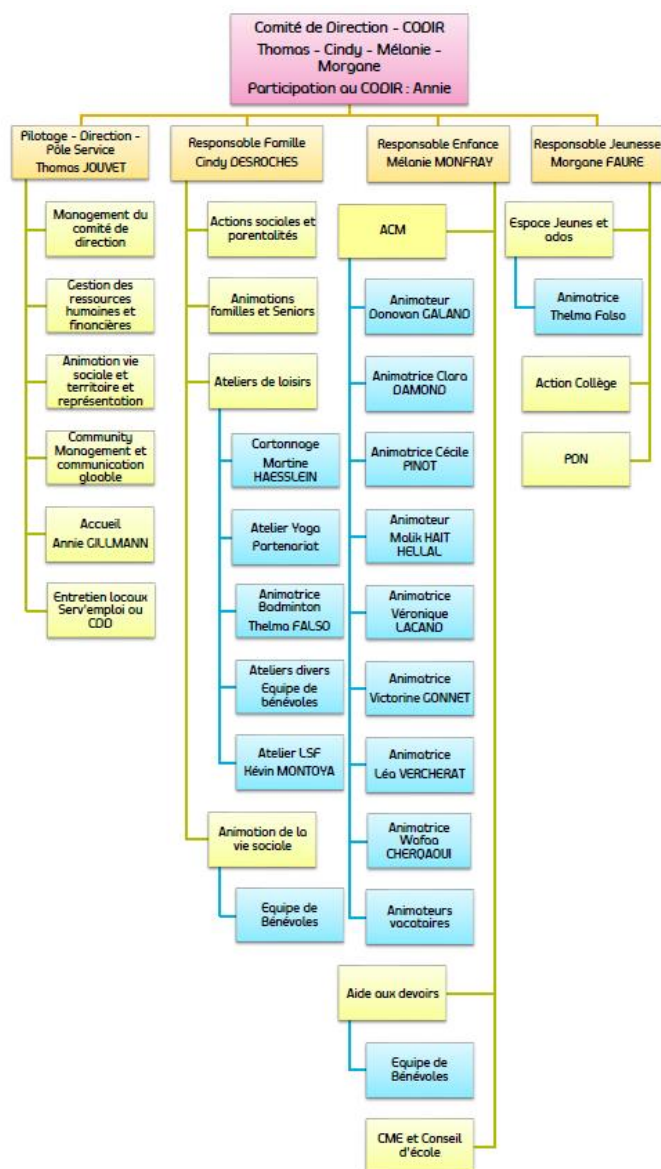 Comité de Direction - CODIR
Thomas - Cindy - Mélanie -
Morgane
Participation au CODIR : Annie
Pilotage - Direction -
Pôle Service
Thomas JOUVET
Management du
comité de
direction
Gestion des
ressources
humaines et
financières
Animation vie
sociale et
territoire et
représentation
Community
Management et
communication
gloable
Accueil
Annie GILLMANN
Entretien locaux
Serv'emploi ou
CDD
Responsable Famille
Cindy DESROCHES
Actions sociales et
parentalités
Animations
familles et Seniors
Ateliers de loisirs
Cartonnage
Martine
HAESSLEIN
Atelier Yoga
Partenariat
Animatrice
Badminton
Thelma FALSO
Ateliers divers
Equipe de
bénévoles
Atelier LSF
Kévin MONTOYA
Animation de la
vie sociale
Equipe de
Bénévoles
Responsable Enfance
Mélanie MONFRAY
ACM
Animateur
Donovan GALAND
Animatrice Clara
DAMOND
Animatrice Cécile
PINOT
Animateur
Malik HAIT
HELLAL
Animatrice
Véronique
LACAND
Animatrice
Victorine GONNET
Animatrice
Léa VERCHERAT
Animatrice
Wafaa
CHERQAOUI
Animateurs
vacataires
Aide aux devoirs
Equipe de
Bénévoles
CME et Conseil
d'école
Responsable Jeunesse
Morgane FAURE
Espace Jeunes et
ados
Animatrice
Thelma Falso
Action Collège
PDN